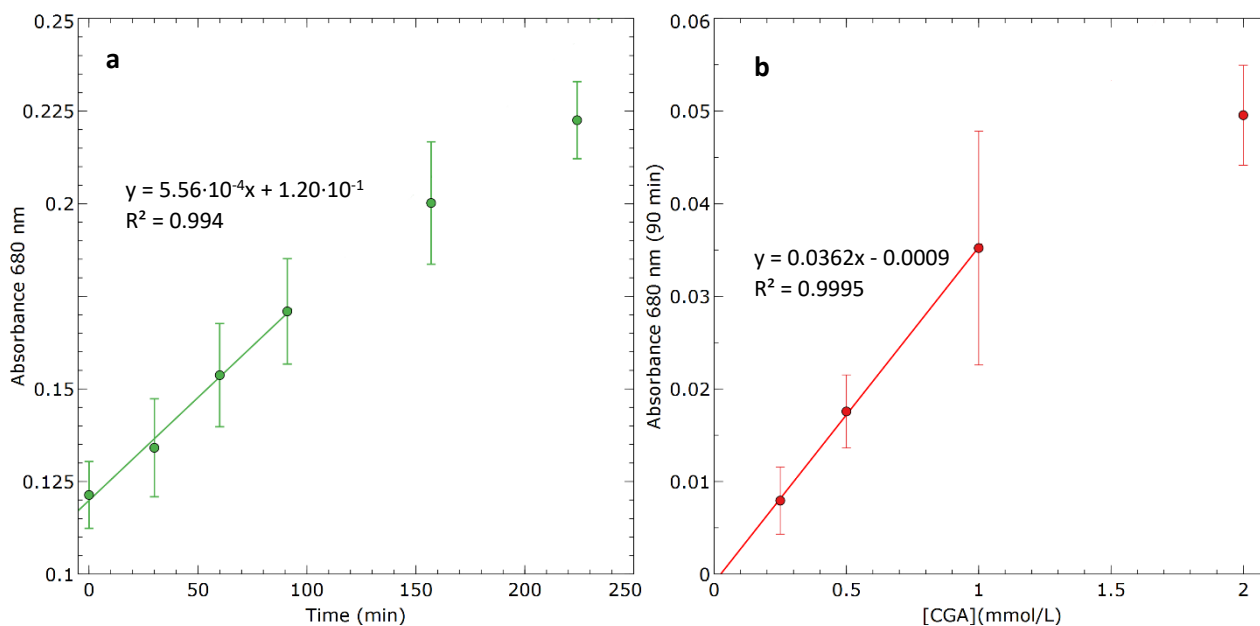 a
0.25
0.225
0.2
0.15
0.125
0.1
Absorbance 680 nm
y = 5.56·10⁻⁴x + 1.20·10⁻¹
R² = 0.994
0
50
100
150
200
250
Time (min)
b
0.06
0.05
0.04
0.03
0.02
0.01
0
Absorbance 680 nm (90 min)
y = 0.0362x - 0.0009
R² = 0.9995
0
0.5
1
1.5
2
[CGA](mmol/L)